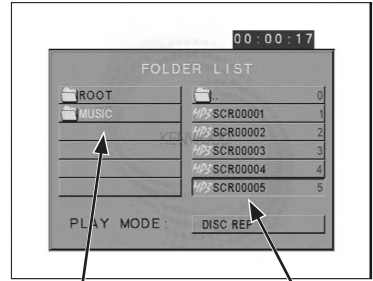 00:00:17
FOLDER LIST
ROOT
MUSIC
.. 0
MP3 SCR00001 1
MP3 SCR00002 2
MP3 SCR00003 3
MP3 SCR00004 4
MP3 SCR00005 5
PLAY MODE: DISC REP